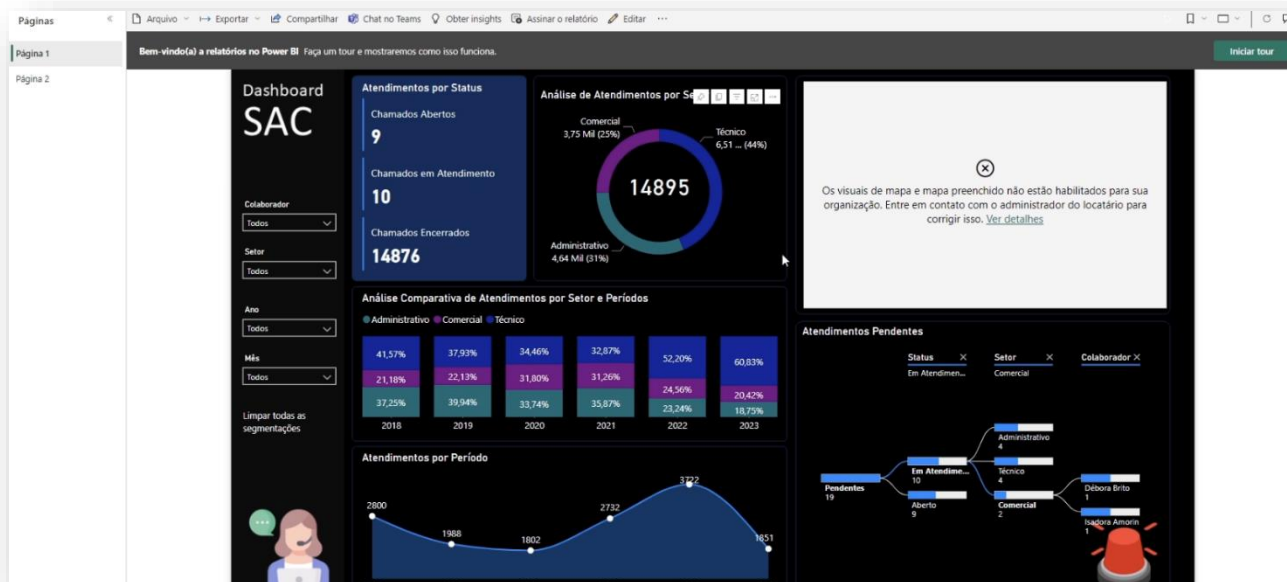 Páginas
Página 1
Página 2
Arquivo
Exportar
Compartilhar
Chat no Teams
Obter insights
Assinar o relatório
Editar
Bem-vindo(a) a relatórios no Power BI Faça um tour e mostraremos como isso funciona.
Iniciar tour
Dashboard
SAC
Colaborador
Todos
Setor
Todos
Ano
Todos
Mês
Todos
Limpar todas as
segmentações
Atendimentos por Status
Chamados Abertos
9
Chamados em Atendimento
10
Chamados Encerrados
14876
Análise de Atendimentos por Se
Comercial
3,75 Mil (25%)
Técnico
6,51 ... (44%)
14895
Administrativo
4,64 Mil (31%)
Os visuais de mapa e mapa preenchido não estão habilitados para sua
organização. Entre em contato com o administrador do locatário para
corrigir isso. Ver detalhes
Análise Comparativa de Atendimentos por Setor e Períodos
Administrativo Comercial Técnico
41,57% 37,93% 34,46% 32,87% 52,20% 60,83%
21,18% 22,13% 31,80% 31,26% 24,56% 20,42%
37,25% 39,94% 33,74% 35,87% 23,24% 18,75%
2018 2019 2020 2021 2022 2023
Atendimentos por Período
2800
1988
1802
2732
3722
1851
Atendimentos Pendentes
Status Setor Colaborador
Em Atendimen... Comercial
Pendentes
19
Em Atendime...
10
Aberto
9
Administrativo
4
Técnico
4
Comercial
2
Débora Brito
1
Isadora Amorin
1